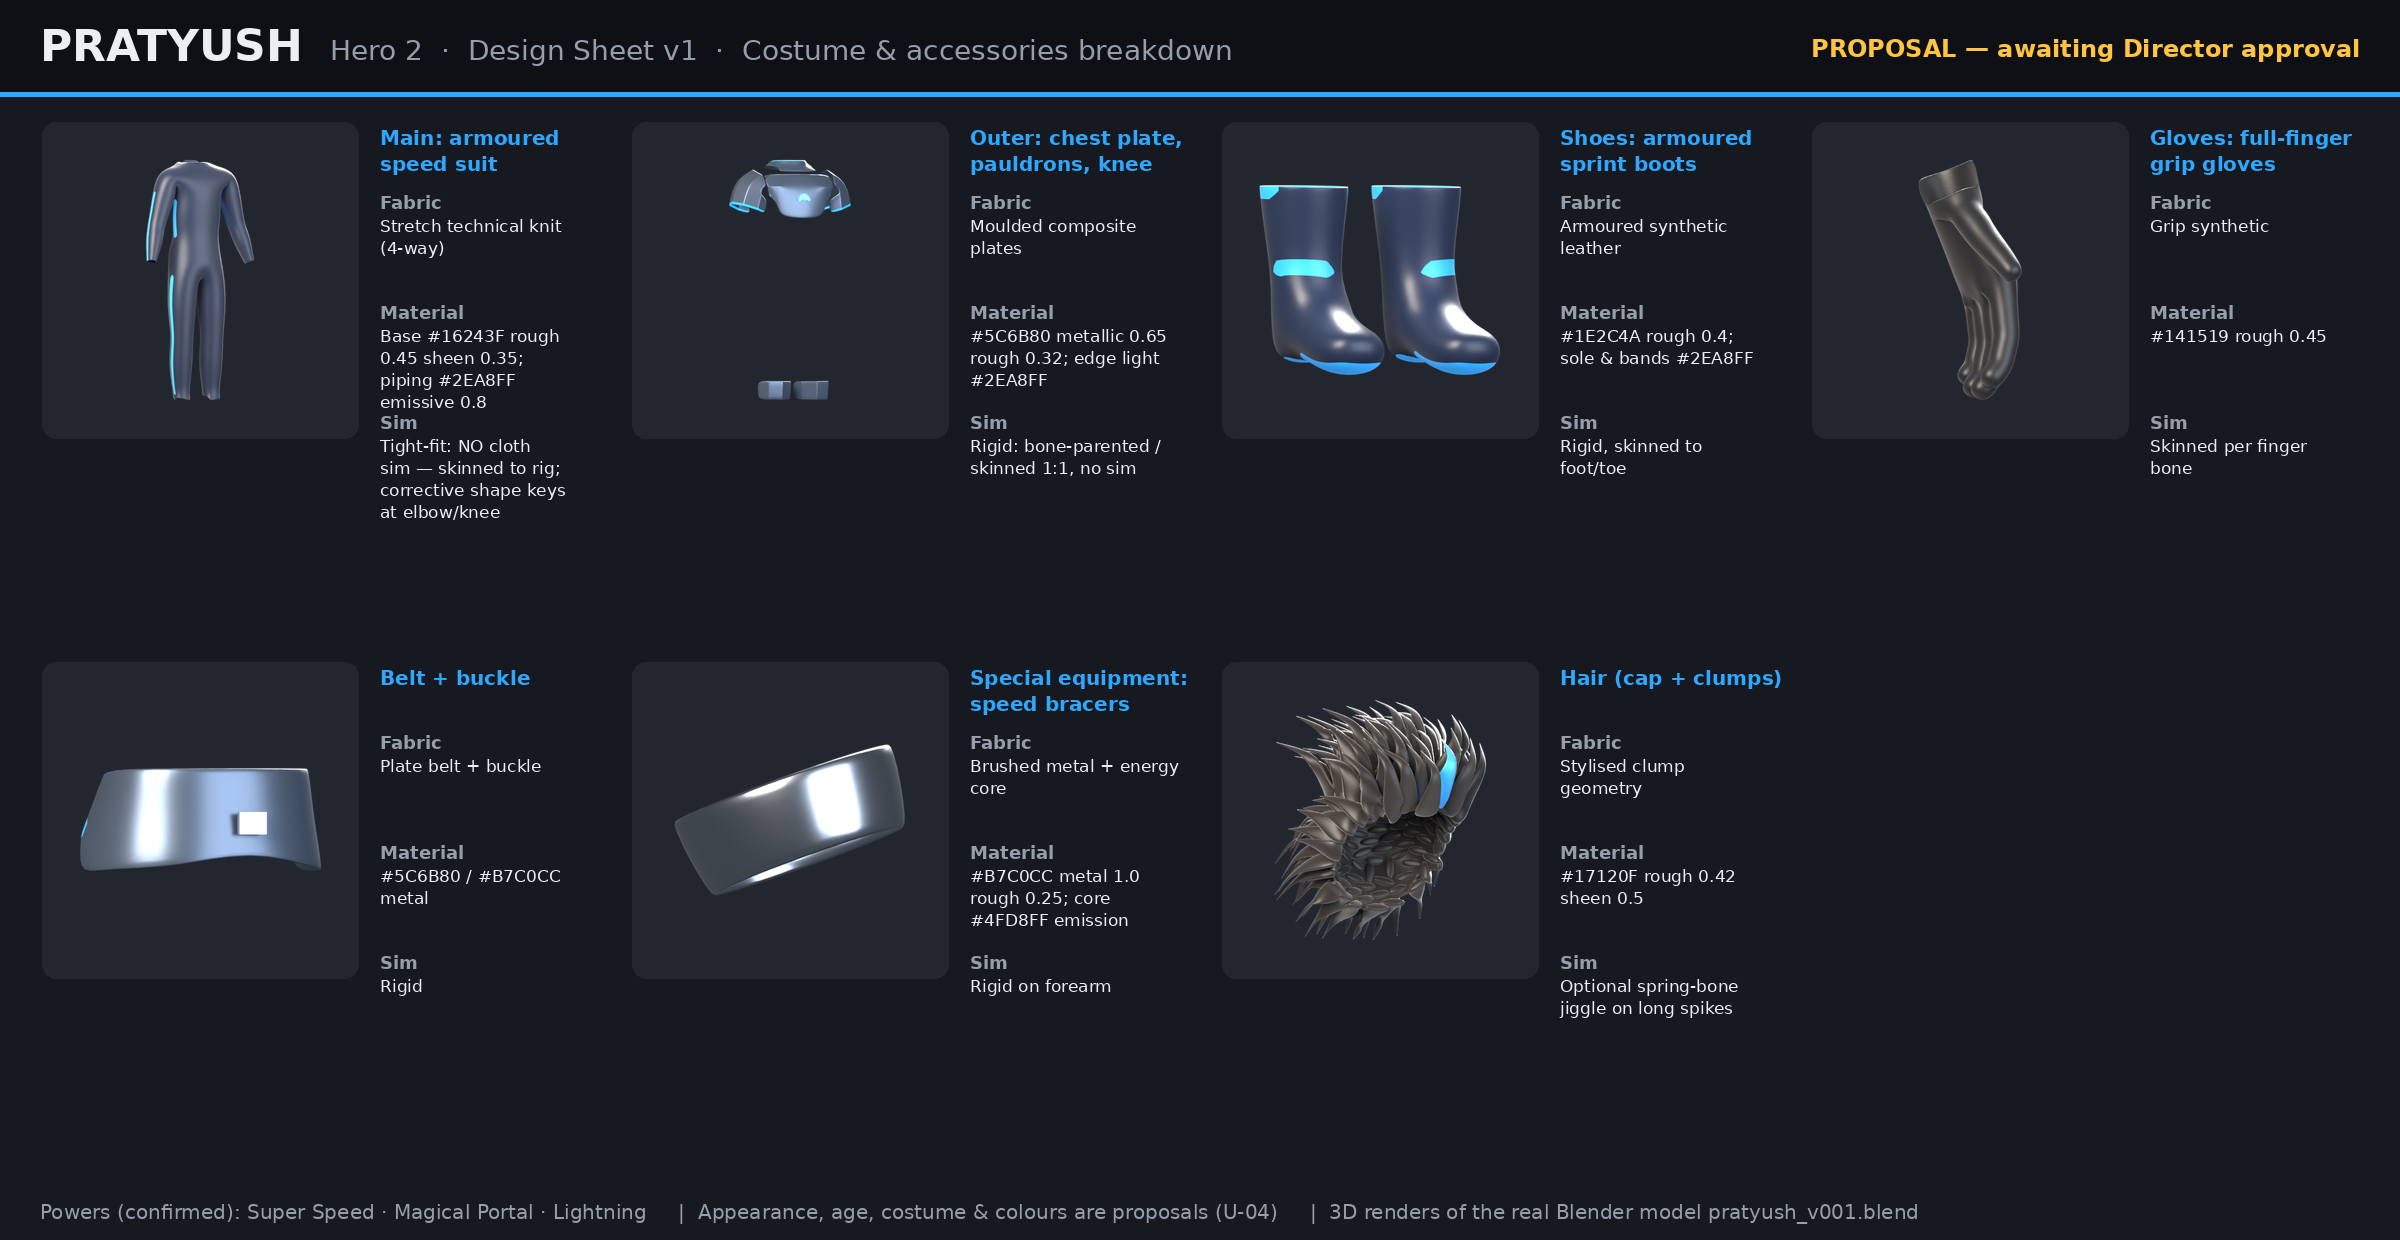 PRATYUSH Hero 2 · Design Sheet v1 · Costume & accessories breakdown
PROPOSAL — awaiting Director approval
Main: armoured
speed suit
Fabric
Stretch technical knit
(4-way)
Material
Base #16243F rough
0.45 sheen 0.35;
piping #2EA8FF
emissive 0.8
Sim
Tight-fit: NO cloth
sim — skinned to rig;
corrective shape keys
at elbow/knee
Outer: chest plate,
pauldrons, knee
Fabric
Moulded composite
plates
Material
#5C6B80 metallic 0.65
rough 0.32; edge light
#2EA8FF
Sim
Rigid: bone-parented /
skinned 1:1, no sim
Shoes: armoured
sprint boots
Fabric
Armoured synthetic
leather
Material
#1E2C4A rough 0.4;
sole & bands #2EA8FF
Sim
Rigid, skinned to
foot/toe
Gloves: full-finger
grip gloves
Fabric
Grip synthetic
Material
#141519 rough 0.45
Sim
Skinned per finger
bone
Belt + buckle
Fabric
Plate belt + buckle
Material
#5C6B80 / #B7C0CC
metal
Sim
Rigid
Special equipment:
speed bracers
Fabric
Brushed metal + energy
core
Material
#B7C0CC metal 1.0
rough 0.25; core
#4FD8FF emission
Sim
Rigid on forearm
Hair (cap + clumps)
Fabric
Stylised clump
geometry
Material
#17120F rough 0.42
sheen 0.5
Sim
Optional spring-bone
jiggle on long spikes
Powers (confirmed): Super Speed · Magical Portal · Lightning | Appearance, age, costume & colours are proposals (U-04) | 3D renders of the real Blender model pratyush_v001.blend